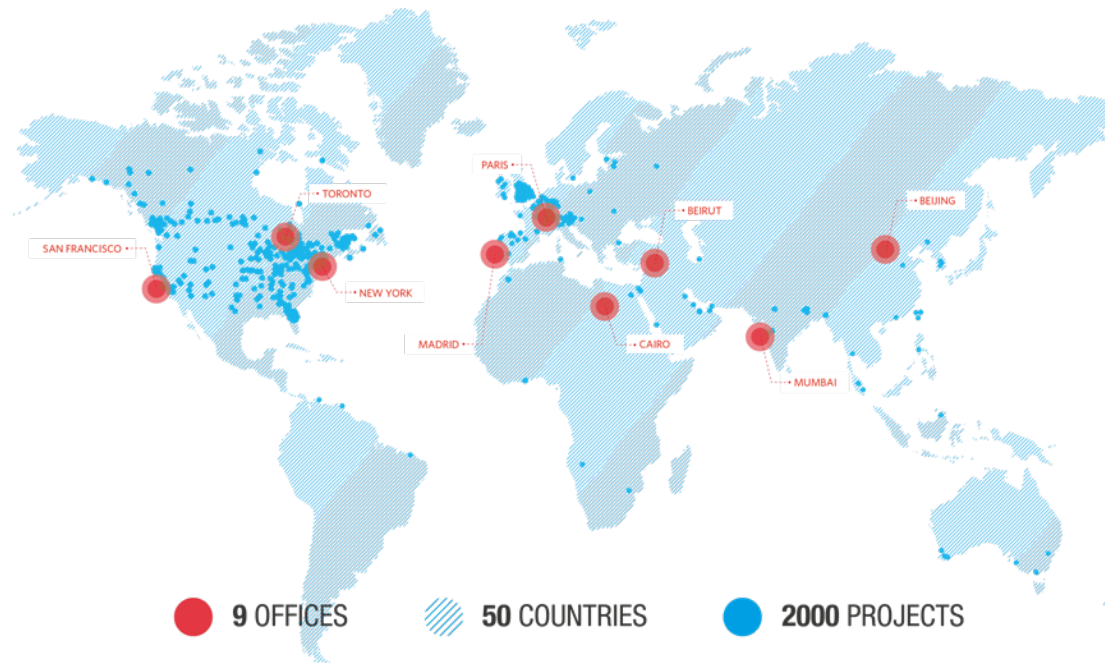 PARIS
TORONTO
BEIJING
BEIRUT
SAN FRANCISCO
NEW YORK
MADRID
CAIRO
MUMBAI
9 OFFICES
50 COUNTRIES
2000 PROJECTS